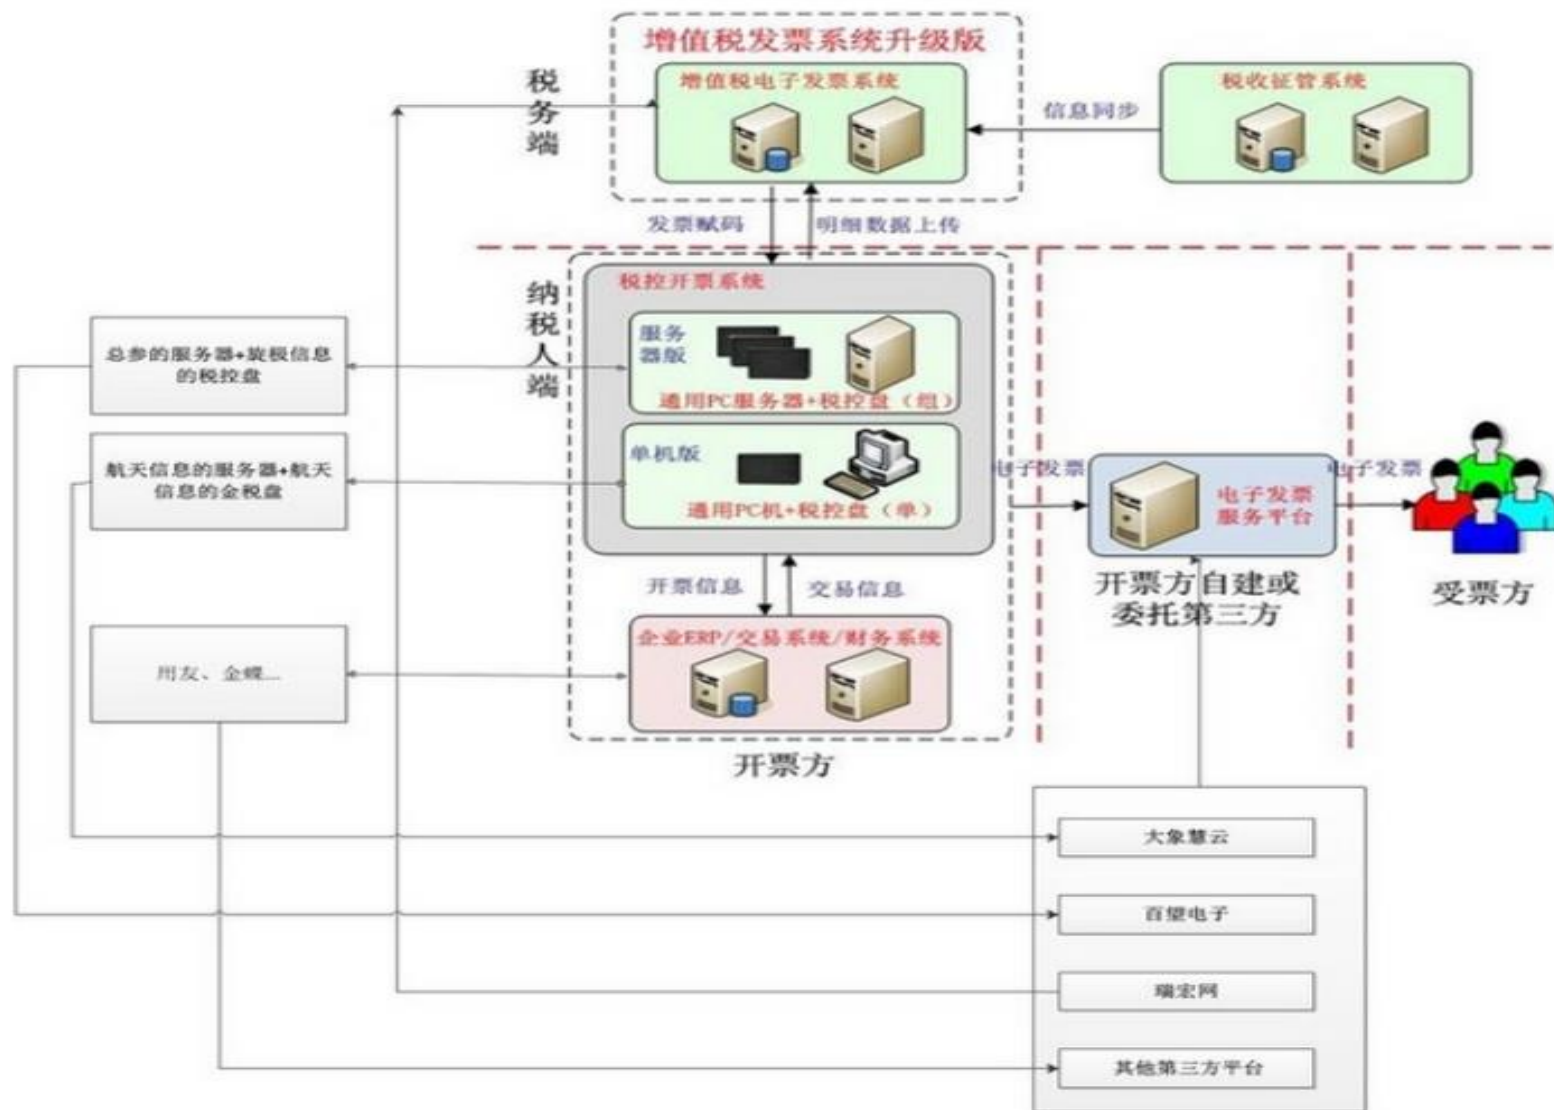 增值税发票系统升级版
税务端
增值税电子发票系统
信息同步
税收征管系统
发票赋码
明细数据上传
纳税人端
税控开票系统
服务
器版
通用PC服务器+税控盘（组）
总参的服务器+旋极信息
的税控盘
单机版
通用PC机+税控盘（单）
航天信息的服务器+航天
信息的金税盘
电子发票
电子发票
服务平台
电子发票
开票方自建或
委托第三方
受票方
开票信息
交易信息
企业ERP/交易系统/财务系统
用友、金蝶...
开票方
大象慧云
百望电子
瑞宏网
其他第三方平台